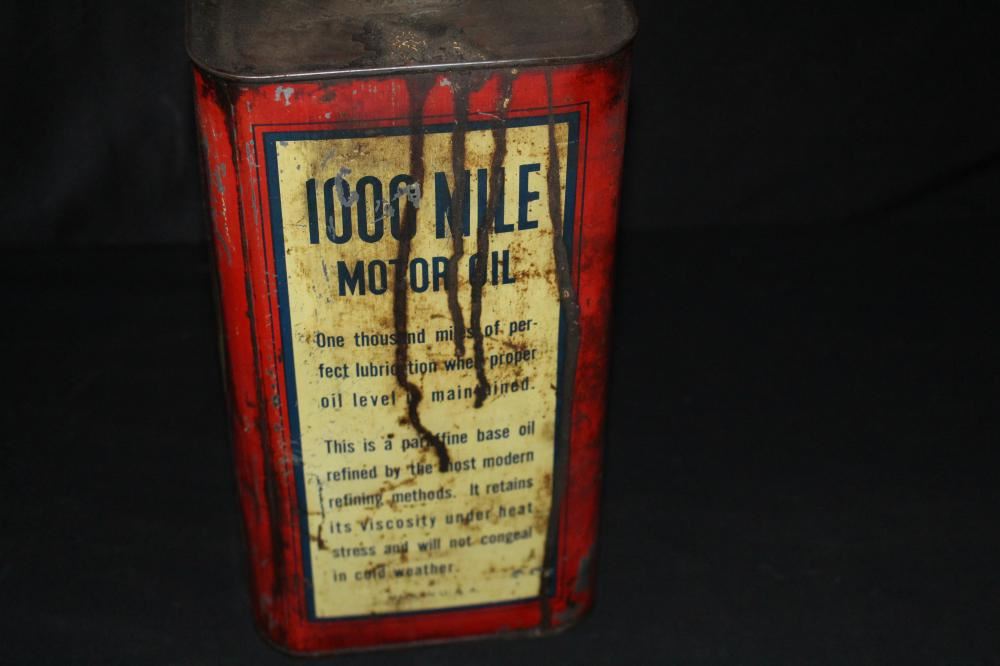 1000 MILE
MOTOR OIL
One thousand miles of per-
fect lubrication when proper
oil level is maintained.
This is a paraffine base oil
refined by the most modern
refining methods. It retains
its viscosity under heat
stress and will not congeal
in cold weather.